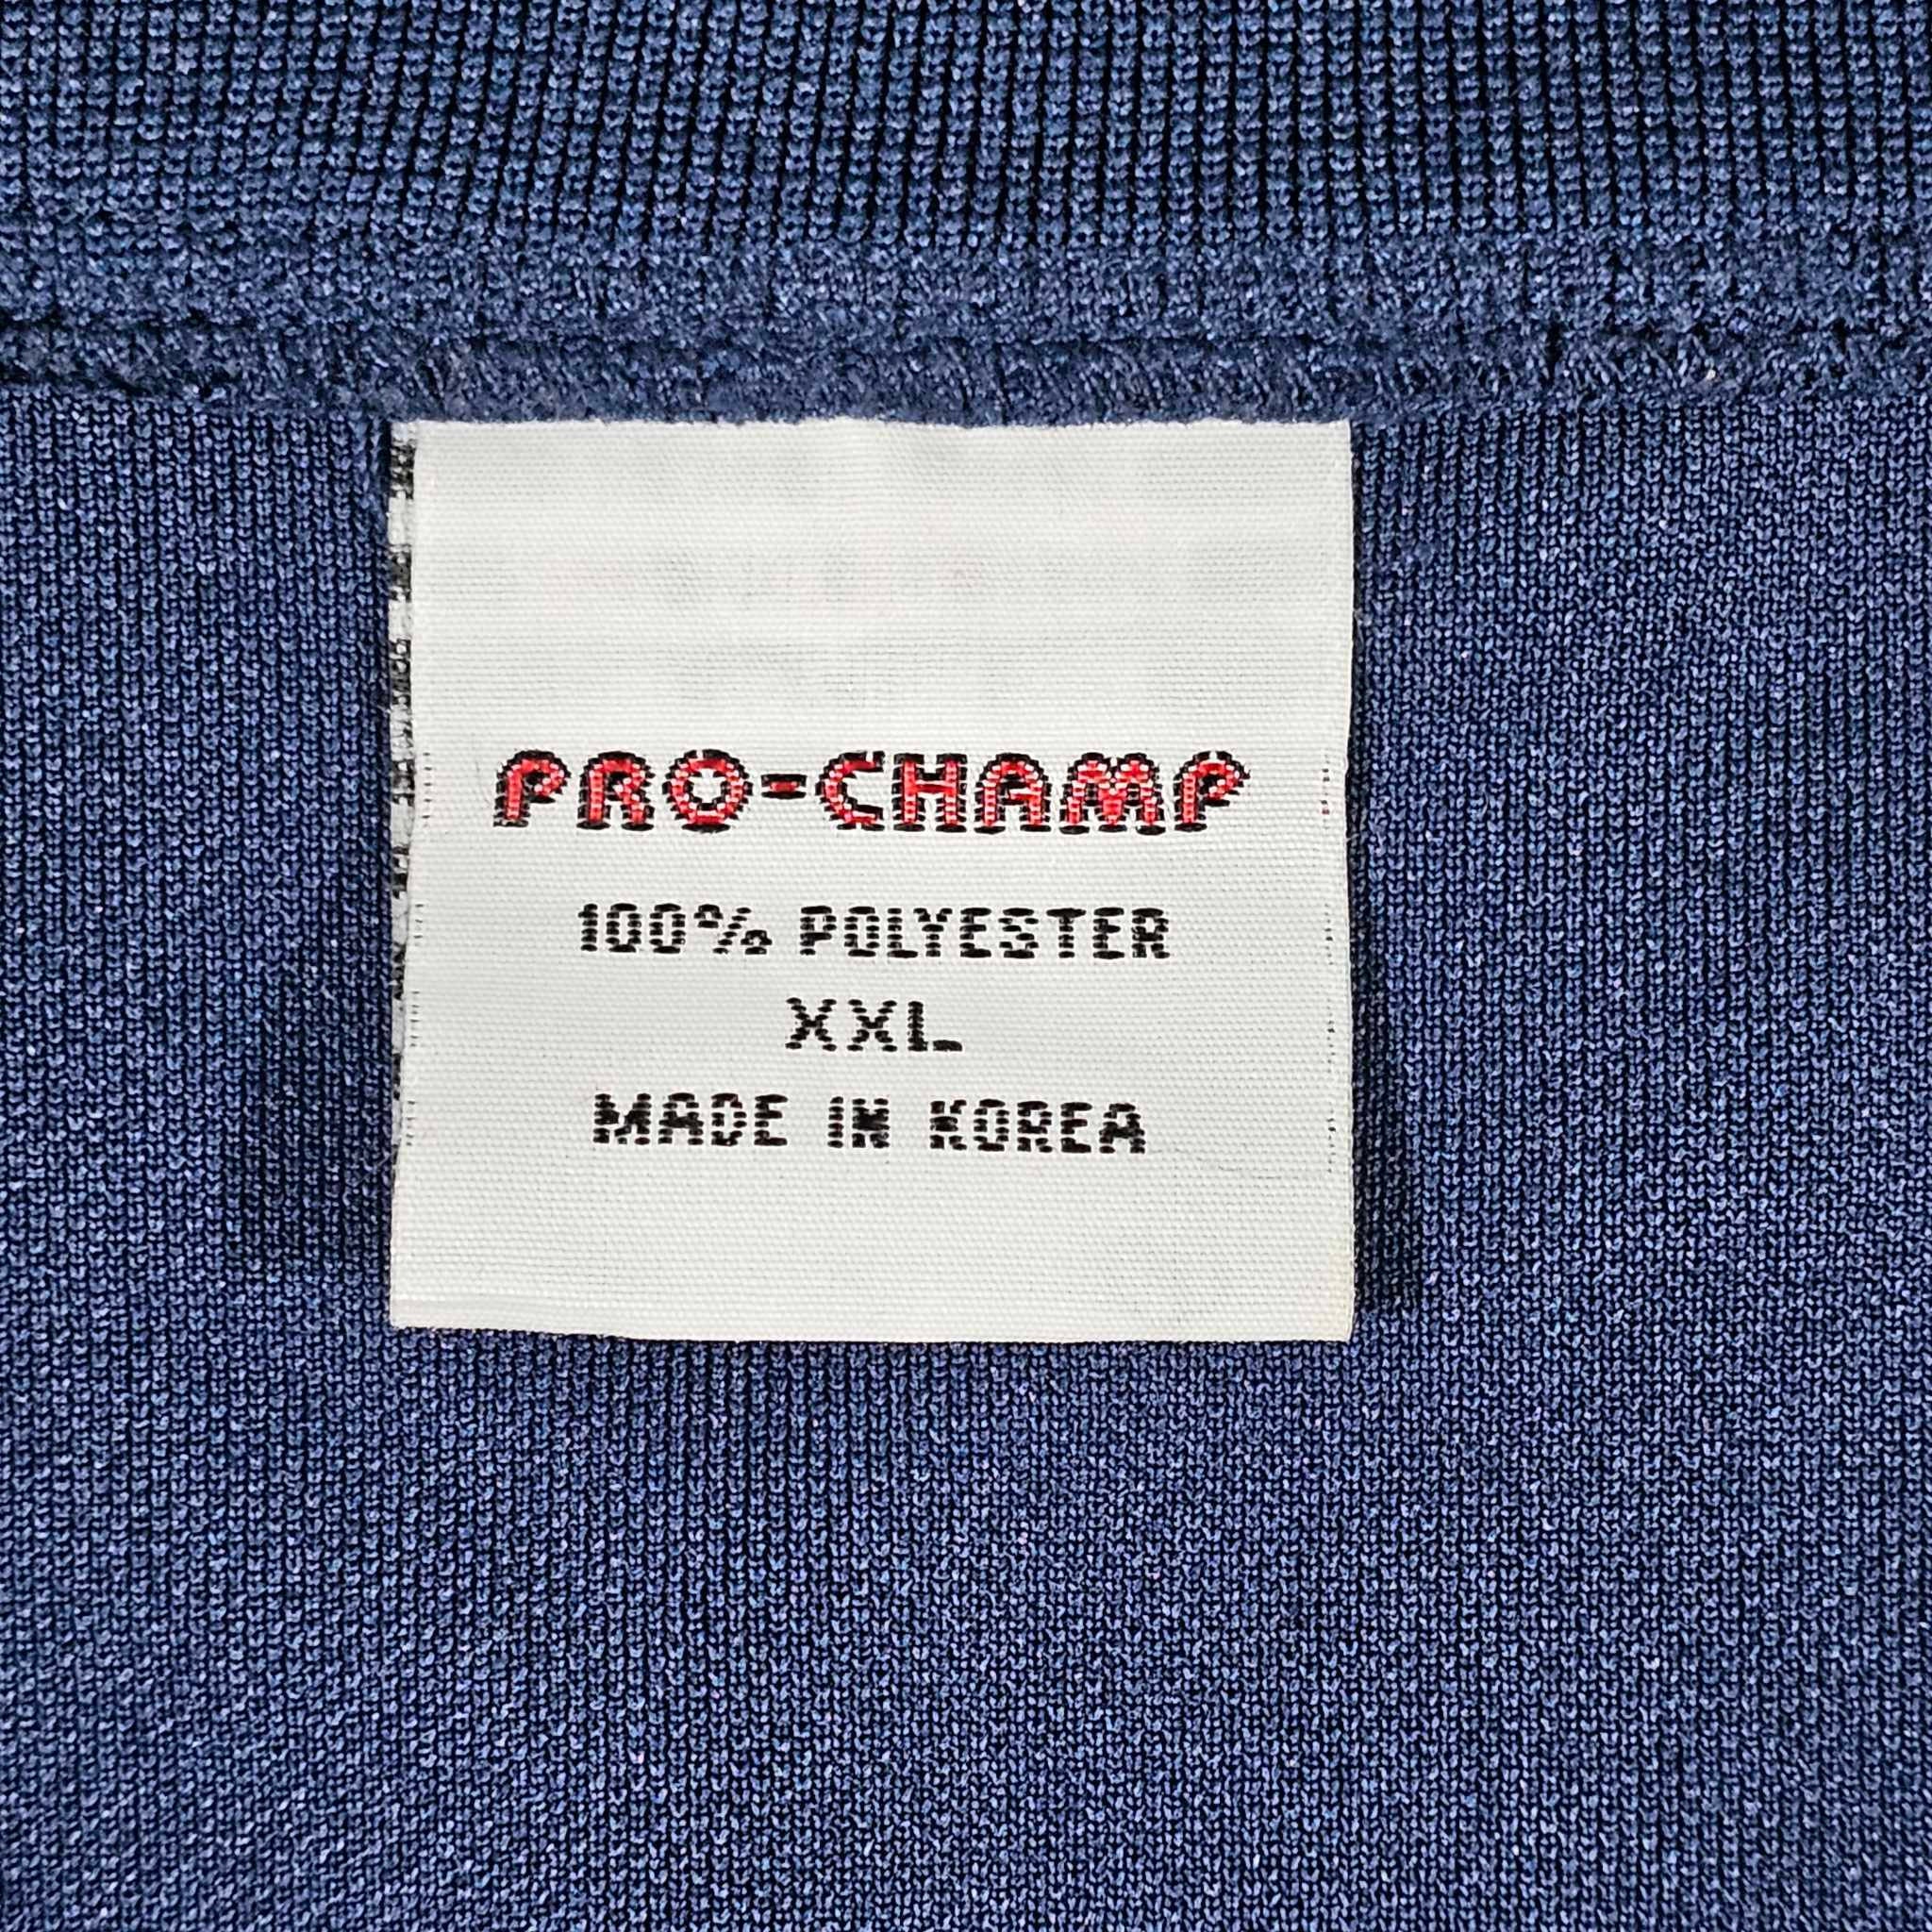 PRO-CHAMP
100% POLYESTER
XXL
MADE IN KOREA